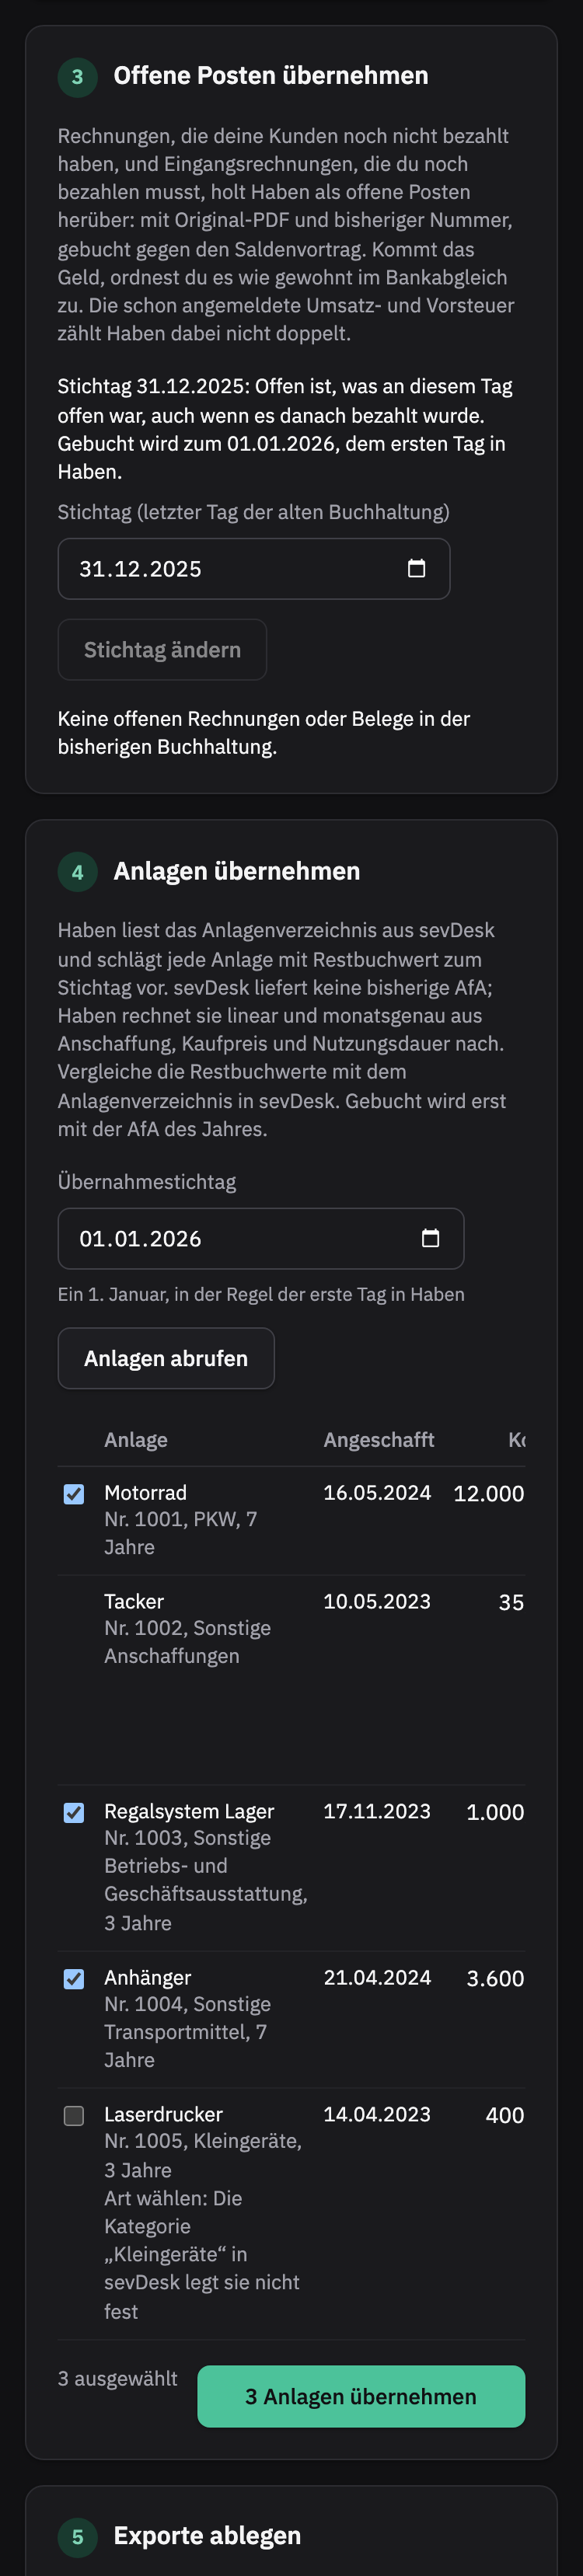 3 Offene Posten übernehmen
Rechnungen, die deine Kunden noch nicht bezahlt
haben, und Eingangsrechnungen, die du noch
bezahlen musst, holt Haben als offene Posten
herüber: mit Original-PDF und bisheriger Nummer,
gebucht gegen den Saldenvortrag. Kommt das
Geld, ordnest du es wie gewohnt im Bankabgleich
zu. Die schon angemeldete Umsatz- und Vorsteuer
zählt Haben dabei nicht doppelt.
Stichtag 31.12.2025: Offen ist, was an diesem Tag
offen war, auch wenn es danach bezahlt wurde.
Gebucht wird zum 01.01.2026, dem ersten Tag in
Haben.
Stichtag (letzter Tag der alten Buchhaltung)
31.12.2025
Stichtag ändern
Keine offenen Rechnungen oder Belege in der
bisherigen Buchhaltung.
4 Anlagen übernehmen
Haben liest das Anlagenverzeichnis aus sevDesk
und schlägt jede Anlage mit Restbuchwert zum
Stichtag vor. sevDesk liefert keine bisherige AfA;
Haben rechnet sie linear und monatsgenau aus
Anschaffung, Kaufpreis und Nutzungsdauer nach.
Vergleiche die Restbuchwerte mit dem
Anlagenverzeichnis in sevDesk. Gebucht wird erst
mit der AfA des Jahres.
Übernahmestichtag
01.01.2026
Ein 1. Januar, in der Regel der erste Tag in Haben
Anlagen abrufen
Anlage Angeschafft
Motorrad 16.05.2024 12.000
Nr. 1001, PKW, 7
Jahre
Tacker 10.05.2023 35
Nr. 1002, Sonstige
Anschaffungen
Regalsystem Lager 17.11.2023 1.000
Nr. 1003, Sonstige
Betriebs- und
Geschäftsausstattung,
3 Jahre
Anhänger 21.04.2024 3.600
Nr. 1004, Sonstige
Transportmittel, 7
Jahre
Laserdrucker 14.04.2023 400
Nr. 1005, Kleingeräte,
3 Jahre
Art wählen: Die
Kategorie
„Kleingeräte“ in
sevDesk legt sie nicht
fest
3 ausgewählt 3 Anlagen übernehmen
5 Exporte ablegen